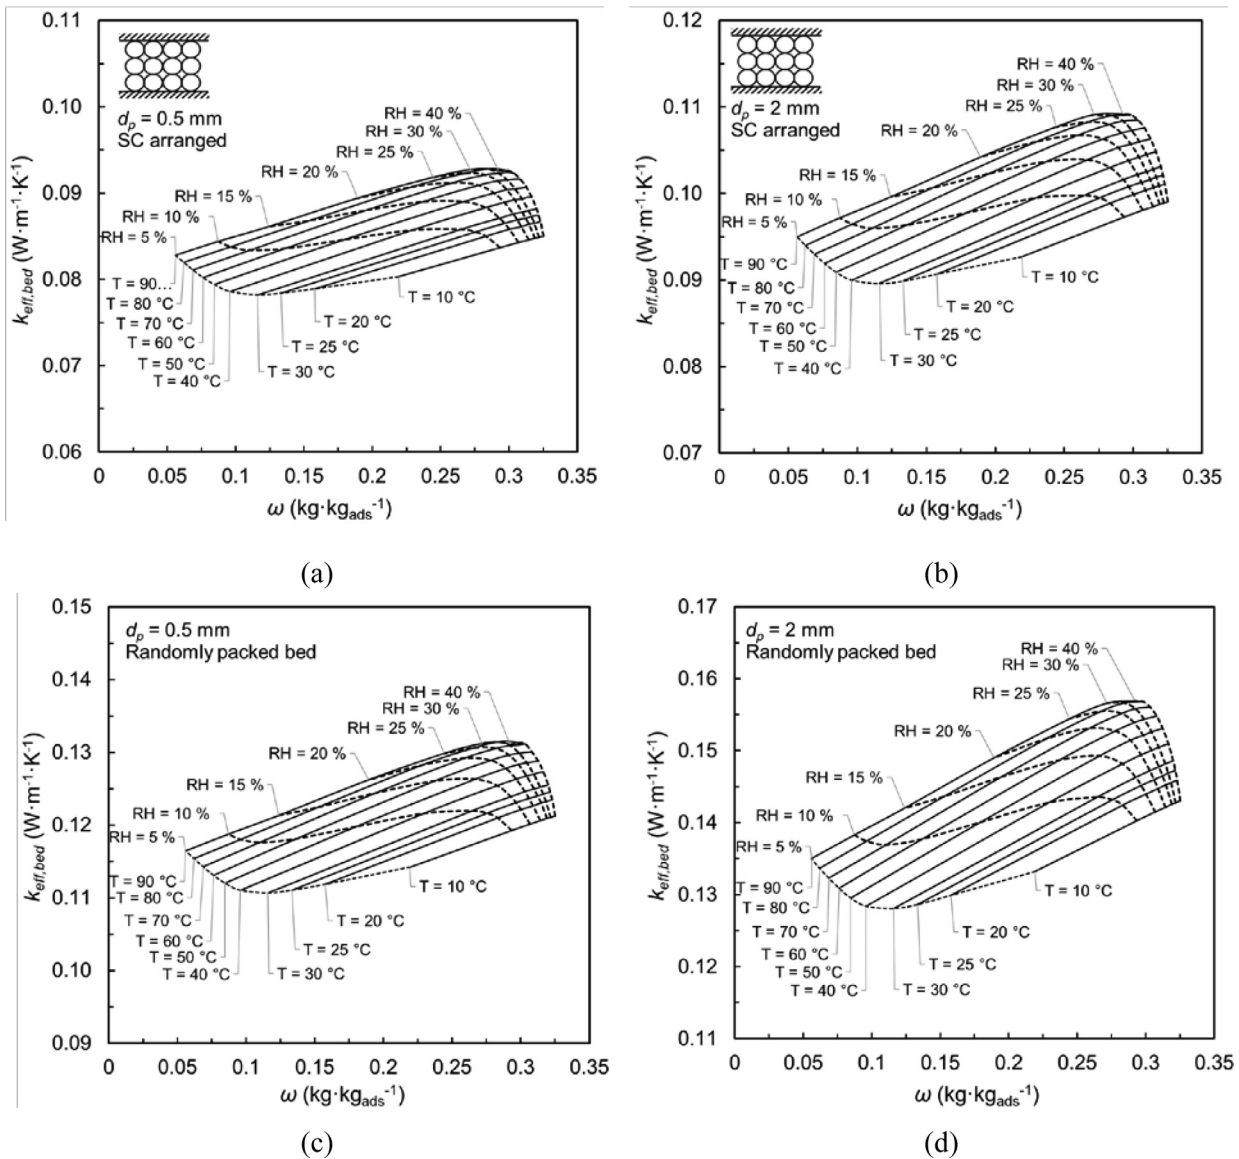 0.11
0.10
0.09
0.08
0.07
0.06
k_eff,bed (W·m⁻¹·K⁻¹)
d_p = 0.5 mm
SC arranged
RH = 40 %
RH = 30 %
RH = 25 %
RH = 20 %
RH = 15 %
RH = 10 %
RH = 5 %
T = 90...
T = 80 °C
T = 70 °C
T = 60 °C
T = 50 °C
T = 40 °C
T = 10 °C
T = 20 °C
T = 25 °C
T = 30 °C
0 0.05 0.1 0.15 0.2 0.25 0.3 0.35
ω (kg·kg_ads⁻¹)
(a)
0.12
0.11
0.10
0.09
0.08
0.07
k_eff,bed (W·m⁻¹·K⁻¹)
d_p = 2 mm
SC arranged
RH = 40 %
RH = 30 %
RH = 25 %
RH = 20 %
RH = 15 %
RH = 10 %
RH = 5 %
T = 90 °C
T = 80 °C
T = 70 °C
T = 60 °C
T = 50 °C
T = 40 °C
T = 10 °C
T = 20 °C
T = 25 °C
T = 30 °C
0 0.05 0.1 0.15 0.2 0.25 0.3 0.35
ω (kg·kg_ads⁻¹)
(b)
0.15
0.14
0.13
0.12
0.11
0.10
0.09
k_eff,bed (W·m⁻¹·K⁻¹)
d_p = 0.5 mm
Randomly packed bed
RH = 40 %
RH = 30 %
RH = 25 %
RH = 20 %
RH = 15 %
RH = 10 %
RH = 5 %
T = 90 °C
T = 80 °C
T = 70 °C
T = 60 °C
T = 50 °C
T = 40 °C
T = 10 °C
T = 20 °C
T = 25 °C
T = 30 °C
0 0.05 0.1 0.15 0.2 0.25 0.3 0.35
ω (kg·kg_ads⁻¹)
(c)
0.17
0.16
0.15
0.14
0.13
0.12
0.11
k_eff,bed (W·m⁻¹·K⁻¹)
d_p = 2 mm
Randomly packed bed
RH = 40 %
RH = 30 %
RH = 25 %
RH = 20 %
RH = 15 %
RH = 10 %
RH = 5 %
T = 90 °C
T = 80 °C
T = 70 °C
T = 60 °C
T = 50 °C
T = 40 °C
T = 10 °C
T = 20 °C
T = 25 °C
T = 30 °C
0 0.05 0.1 0.15 0.2 0.25 0.3 0.35
ω (kg·kg_ads⁻¹)
(d)